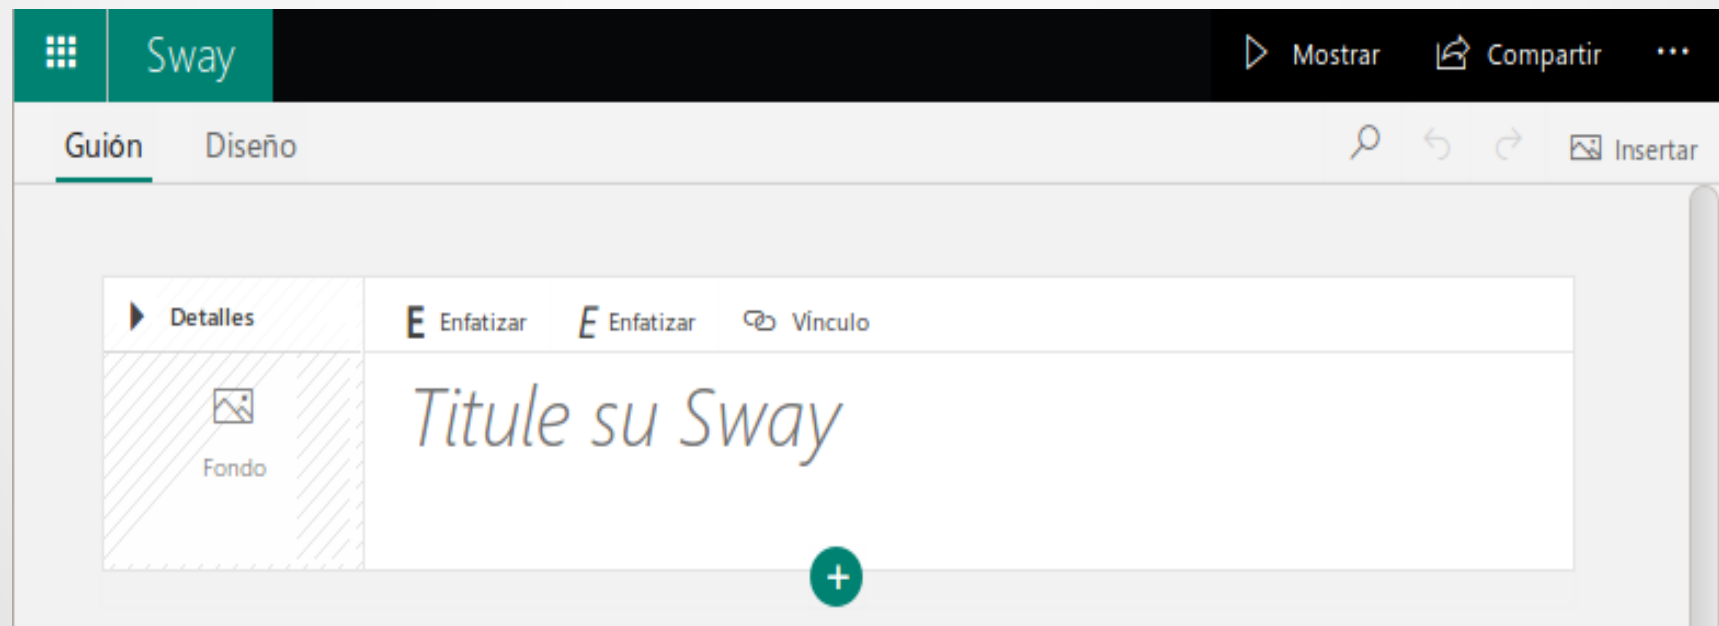 Sway
Mostrar
Compartir
Guión
Diseño
Insertar
Detalles
E Enfatizar
E Enfatizar
Vínculo
Titule su Sway
Fondo